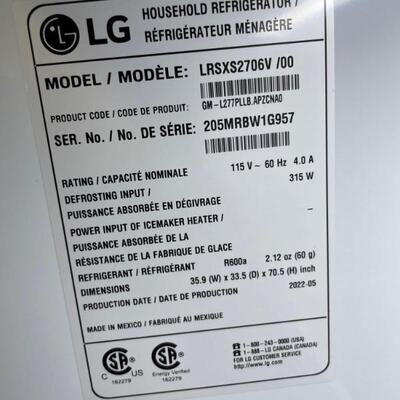 LG HOUSEHOLD REFRIGERATOR /
RÉFRIGÉRATEUR MÉNAGÈRE
MODEL / MODÈLE: LRSXS2706V /00
PRODUCT CODE / CODE DE PRODUIT: GM-L277PLLB.APZCNA0
SER. No. / No. DE SÉRIE: 205MRBW1G957
RATING / CAPACITÉ NOMINALE 115 V~ 60 Hz 4.0 A
DEFROSTING INPUT / 315 W
PUISSANCE ABSORBÉE EN DÉGIVRAGE
POWER INPUT OF ICEMAKER HEATER / –
PUISSANCE ABSORBÉE DE LA
RÉSISTANCE DE LA FABRIQUE DE GLACE
REFRIGERANT / RÉFRIGÉRANT R600a 2.12 oz (60 g)
DIMENSIONS 35.9 (W) x 33.5 (D) x 70.5 (H) inch
PRODUCTION DATE / DATE DE PRODUCTION 2022-05
MADE IN MEXICO / FABRIQUÉ AU MEXIQUE
C SA US
162279
SA
Energy Verified
162279
1-800-243-0000 (USA)
1-888-LG CANADA (CANADA)
LG CUSTOMER SERVICE
http://www.lg.com